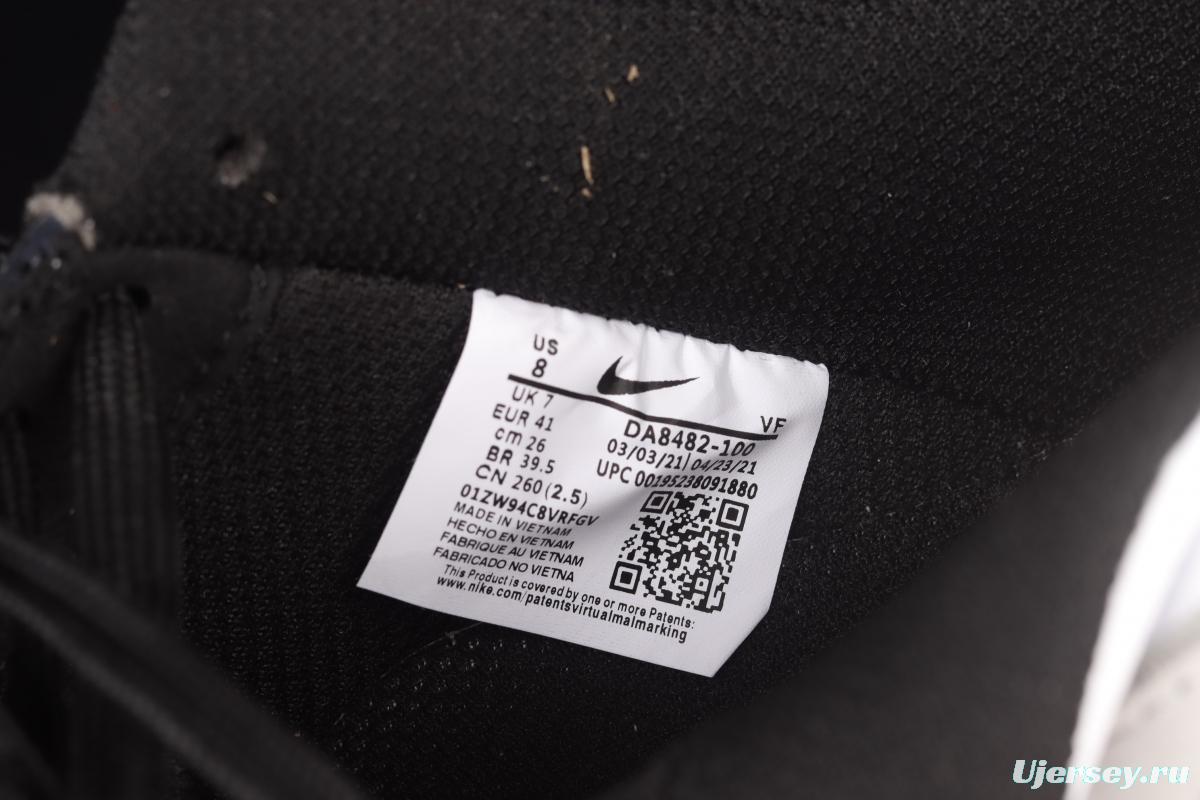 US
8
UK 7
EUR 41
cm 26
BR 39.5
CN 260 (2.5)
01ZW94C8VRFGV
MADE IN VIETNAM
HECHO EN VIETNAM
FABRIQUE AU VIETNAM
FABRICADO NO VIETNA
VF
DA8482-100
03/03/21| 04/23/21
UPC 00195238091880
This Product is covered by one or more Patents:
www.nike.com/patentsvirtualmalmarking
Ujersey.ru